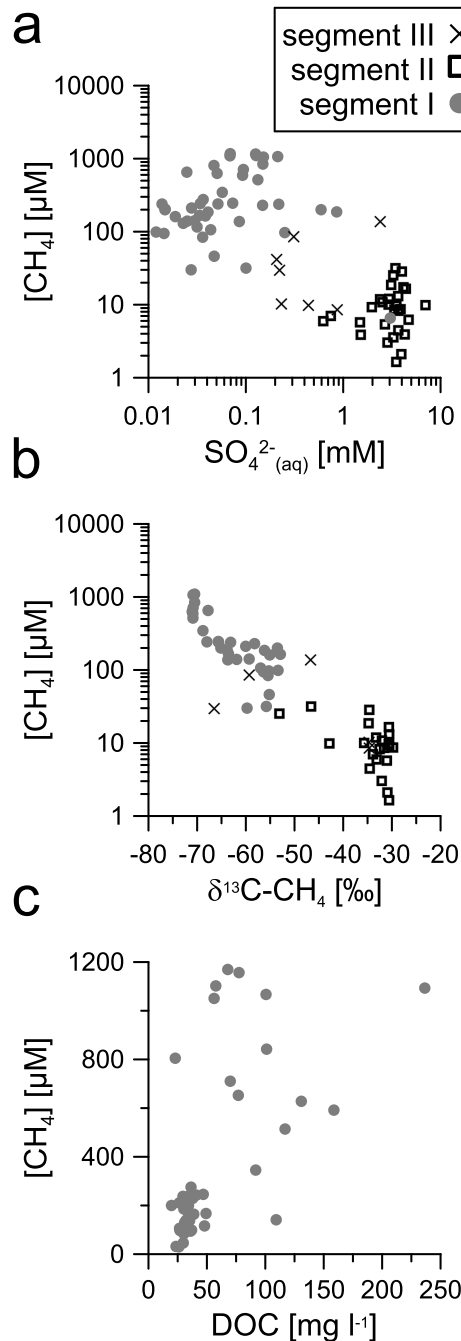 a
segment III ×
segment II
segment I
[CH₄] [µM]
10000
1000
100
10
1
0.01 0.1 1 10
SO₄²⁻(aq) [mM]
b
[CH₄] [µM]
10000
1000
100
10
1
-80 -70 -60 -50 -40 -30 -20
δ¹³C-CH₄ [‰]
c
[CH₄] [µM]
1200
800
400
0
0 50 100 150 200 250
DOC [mg l⁻¹]